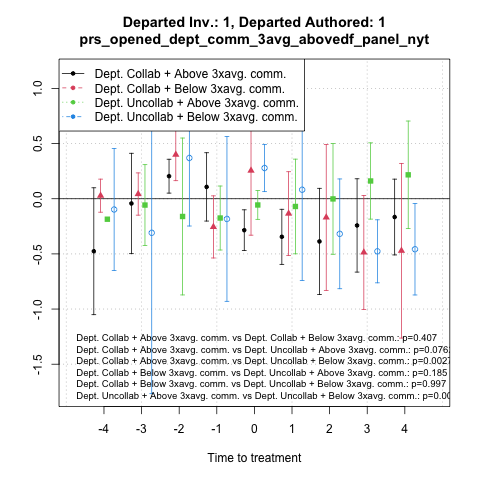 Departed Inv.: 1, Departed Authored: 1
prs_opened_dept_comm_3avg_abovedf_panel_nyt
Dept. Collab + Above 3xavg. comm.
Dept. Collab + Below 3xavg. comm.
Dept. Uncollab + Above 3xavg. comm.
Dept. Uncollab + Below 3xavg. comm.
1.0
0.5
0.0
-0.5
-1.0
-1.5
Dept. Collab + Above 3xavg. comm. vs Dept. Collab + Below 3xavg. comm.: p=0.407
Dept. Collab + Above 3xavg. comm. vs Dept. Uncollab + Above 3xavg. comm.: p=0.076
Dept. Collab + Above 3xavg. comm. vs Dept. Uncollab + Below 3xavg. comm.: p=0.002
Dept. Collab + Below 3xavg. comm. vs Dept. Uncollab + Above 3xavg. comm.: p=0.185
Dept. Collab + Below 3xavg. comm. vs Dept. Uncollab + Below 3xavg. comm.: p=0.997
Dept. Uncollab + Above 3xavg. comm. vs Dept. Uncollab + Below 3xavg. comm.: p=0.00
-4 -3 -2 -1 0 1 2 3 4
Time to treatment